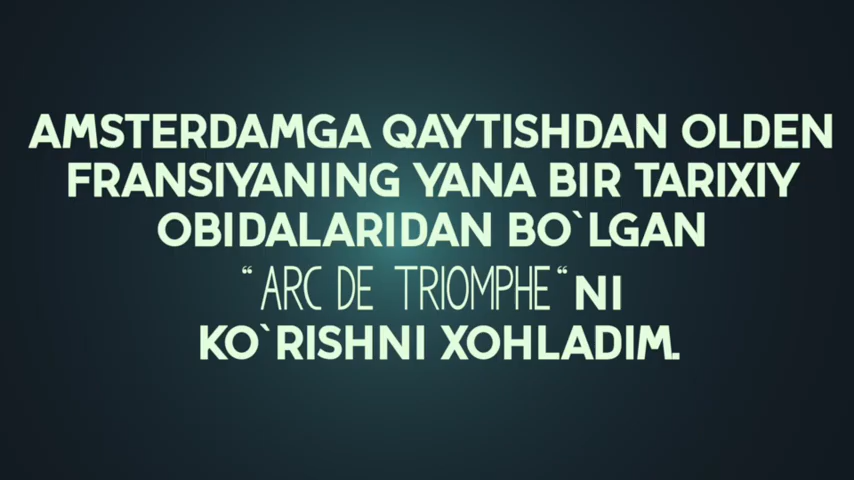 AMSTERDAMGA QAYTISHDAN OLDEN
FRANSIYANING YANA BIR TARIXIY
OBIDALARIDAN BO`LGAN
“ARC DE TRIOMPHE“NI
KO`RISHNI XOHLADIM.